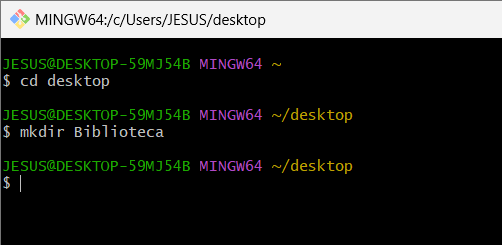 MINGW64:/c/Users/JESUS/desktop
JESUS@DESKTOP-59MJ54B MINGW64 ~
$ cd desktop
JESUS@DESKTOP-59MJ54B MINGW64 ~/desktop
$ mkdir Biblioteca
JESUS@DESKTOP-59MJ54B MINGW64 ~/desktop
$